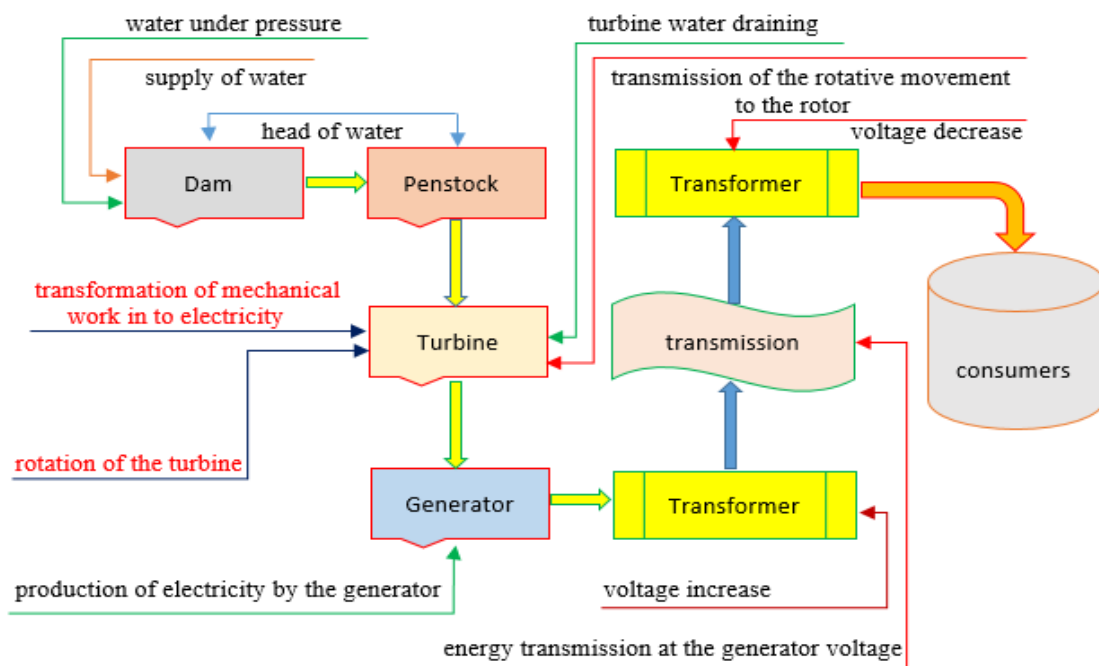 water under pressure
turbine water draining
supply of water
transmission of the rotative movement
to the rotor
head of water
voltage decrease
Dam
Penstock
Transformer
transformation of mechanical
work in to electricity
Turbine
transmission
consumers
rotation of the turbine
Generator
Transformer
production of electricity by the generator
voltage increase
energy transmission at the generator voltage